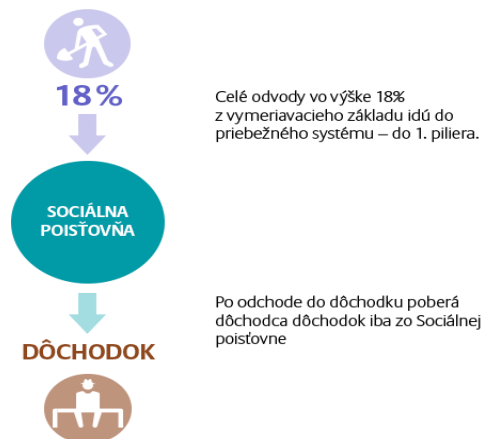 18%
Celé odvody vo výške 18%
z vymeriavacieho základu idú do
priebežného systému – do 1. piliera.
SOCIÁLNA
POISŤOVŇA
Po odchode do dôchodku poberá
dôchodca dôchodok iba zo Sociálnej
poisťovne
DÔCHODOK